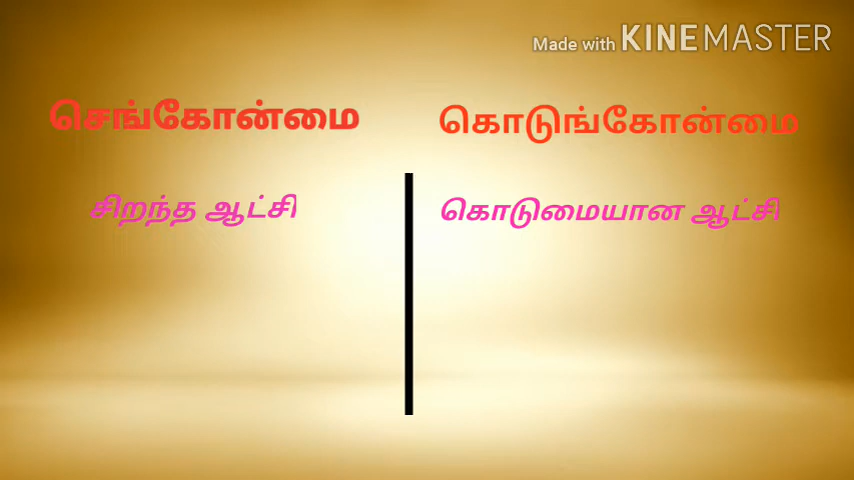 Made with KINEMASTER
செங்கோன்மை
கொடுங்கோன்மை
சிறந்த ஆட்சி
கொடுமையான ஆட்சி